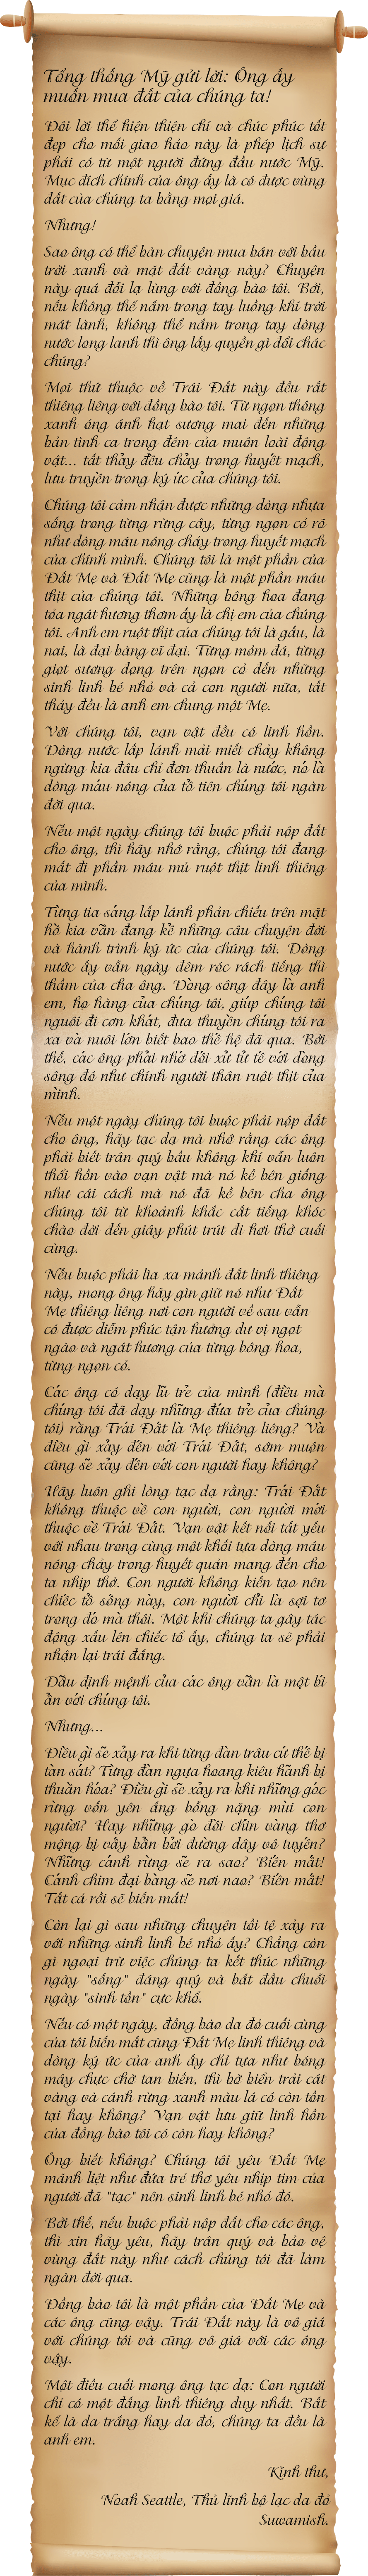 Tổng thống Mỹ gửi lời: Ông ấy
muốn mua đất của chúng ta!
Đôi lời thể hiện thiện chí và chúc phúc tốt
đẹp cho mối giao hảo này là phép lịch sự
phải có từ một người đứng đầu nước Mỹ.
Mục đích chính của ông ấy là có được vùng
đất của chúng ta bằng mọi giá.
Nhưng!
Sao ông có thể bàn chuyện mua bán với bầu
trời xanh và mặt đất vàng này? Chuyện
này quá đỗi lạ lùng với đồng bào tôi. Bởi,
nếu không thể nắm trong tay luồng khí trời
mát lành, không thể nắm trong tay dòng
nước long lanh thì ông lấy quyền gì đổi chác
chúng?
Mọi thứ thuộc về Trái Đất này đều rất
thiêng liêng với đồng bào tôi. Từ ngọn thông
xanh óng ánh hạt sương mai đến những
bản tình ca trong đêm của muôn loài động
vật... tất thảy đều chảy trong huyết mạch,
lưu truyền trong ký ức của chúng tôi.
Chúng tôi cảm nhận được những dòng nhựa
sống trong từng rừng cây, từng ngọn cỏ rõ
như dòng máu nóng chảy trong huyết mạch
của chính mình. Chúng tôi là một phần của
Đất Mẹ và Đất Mẹ cũng là một phần máu
thịt của chúng tôi. Những bông hoa đang
tỏa ngát hương thơm ấy là chị em của chúng
tôi. Anh em ruột thịt của chúng tôi là gấu, là
nai, là đại bàng vĩ đại. Từng mỏm đá, từng
giọt sương đọng trên ngọn cỏ đến những
sinh linh bé nhỏ và cả con người nữa, tất
thảy đều là anh em chung một Mẹ.
Với chúng tôi, vạn vật đều có linh hồn.
Dòng nước lấp lánh mải miết chảy không
ngừng kia đâu chỉ đơn thuần là nước, nó là
dòng máu nóng của tổ tiên chúng tôi ngàn
đời qua.
Nếu một ngày chúng tôi buộc phải nộp đất
cho ông, thì hãy nhớ rằng, chúng tôi đang
mất đi phần máu mủ ruột thịt linh thiêng
của mình.
Từng tia sáng lấp lánh phản chiếu trên mặt
hồ kia vẫn đang kể những câu chuyện đời
và hành trình ký ức của chúng tôi. Dòng
nước ấy vẫn ngày đêm róc rách tiếng thì
thầm của cha ông. Dòng sông đây là anh
em, họ hàng của chúng tôi, giúp chúng tôi
nguôi đi cơn khát, đưa thuyền chúng tôi ra
xa và nuôi lớn biết bao thế hệ đã qua. Bởi
thế, các ông phải nhớ đối xử tử tế với dòng
sông đó như chính người thân ruột thịt của
mình.
Nếu một ngày chúng tôi buộc phải nộp đất
cho ông, hãy tạc dạ mà nhớ rằng các ông
phải biết trân quý bầu không khí vẫn luôn
thổi hồn vào vạn vật mà nó kề bên giống
như cái cách mà nó đã kề bên cha ông
chúng tôi từ khoảnh khắc cất tiếng khóc
chào đời đến giây phút trút đi hơi thở cuối
cùng.
Nếu buộc phải lìa xa mảnh đất linh thiêng
này, mong ông hãy gìn giữ nó như Đất
Mẹ thiêng liêng nơi con người về sau vẫn
có được diễm phúc tận hưởng dư vị ngọt
ngào và ngát hương của từng bông hoa,
từng ngọn cỏ.
Các ông có dạy lũ trẻ của mình (điều mà
chúng tôi đã dạy những đứa trẻ của chúng
tôi) rằng Trái Đất là Mẹ thiêng liêng? Và
điều gì xảy đến với Trái Đất, sớm muộn
cũng sẽ xảy đến với con người hay không?
Hãy luôn ghi lòng tạc dạ rằng: Trái Đất
không thuộc về con người, con người mới
thuộc về Trái Đất. Vạn vật kết nối tất yếu
với nhau trong cùng một khối tựa dòng máu
nóng chảy trong huyết quản mang đến cho
ta nhịp thở. Con người không kiến tạo nên
chiếc tổ sống này, con người chỉ là sợi tơ
trong đó mà thôi. Một khi chúng ta gây tác
động xấu lên chiếc tổ ấy, chúng ta sẽ phải
nhận lại trái đắng.
Dẫu định mệnh của các ông vẫn là một bí
ẩn với chúng tôi.
Nhưng...
Điều gì sẽ xảy ra khi từng đàn trâu cứ thế bị
tàn sát? Từng đàn ngựa hoang kiêu hãnh bị
thuần hóa? Điều gì sẽ xảy ra khi những góc
rừng vốn yên ắng bỗng nặng mùi con
người? Hay những gò đồi chín vàng thơ
mộng bị vấy bẩn bởi đường dây vô tuyến?
Những cánh rừng sẽ ra sao? Biến mất!
Cánh chim đại bàng sẽ nơi nao? Biến mất!
Tất cả rồi sẽ biến mất!
Còn lại gì sau những chuyện tồi tệ xảy ra
với những sinh linh bé nhỏ ấy? Chẳng còn
gì ngoại trừ việc chúng ta kết thúc những
ngày "sống" đáng quý và bắt đầu chuỗi
ngày "sinh tồn" cực khổ.
Nếu có một ngày, đồng bào da đỏ cuối cùng
của tôi biến mất cùng Đất Mẹ linh thiêng và
dòng ký ức của anh ấy chỉ tựa như bóng
mây chực chờ tan biến, thì bờ biển trải cát
vàng và cánh rừng xanh màu lá có còn tồn
tại hay không? Vạn vật lưu giữ linh hồn
của đồng bào tôi có còn hay không?
Ông biết không? Chúng tôi yêu Đất Mẹ
mãnh liệt như đứa trẻ thơ yêu nhịp tim của
người đã "tạc" nên sinh linh bé nhỏ đó.
Bởi thế, nếu buộc phải nộp đất cho các ông,
thì xin hãy yêu, hãy trân quý và bảo vệ
vùng đất này như cách chúng tôi đã làm
ngàn đời qua.
Đồng bào tôi là một phần của Đất Mẹ và
các ông cũng vậy. Trái Đất này là vô giá
với chúng tôi và cũng vô giá với các ông
vậy.
Một điều cuối mong ông tạc dạ: Con người
chỉ có một đấng linh thiêng duy nhất. Bất
kể là da trắng hay da đỏ, chúng ta đều là
anh em.
Kính thư,
Noah Seattle, Thủ lĩnh bộ lạc da đỏ
Suwamish.